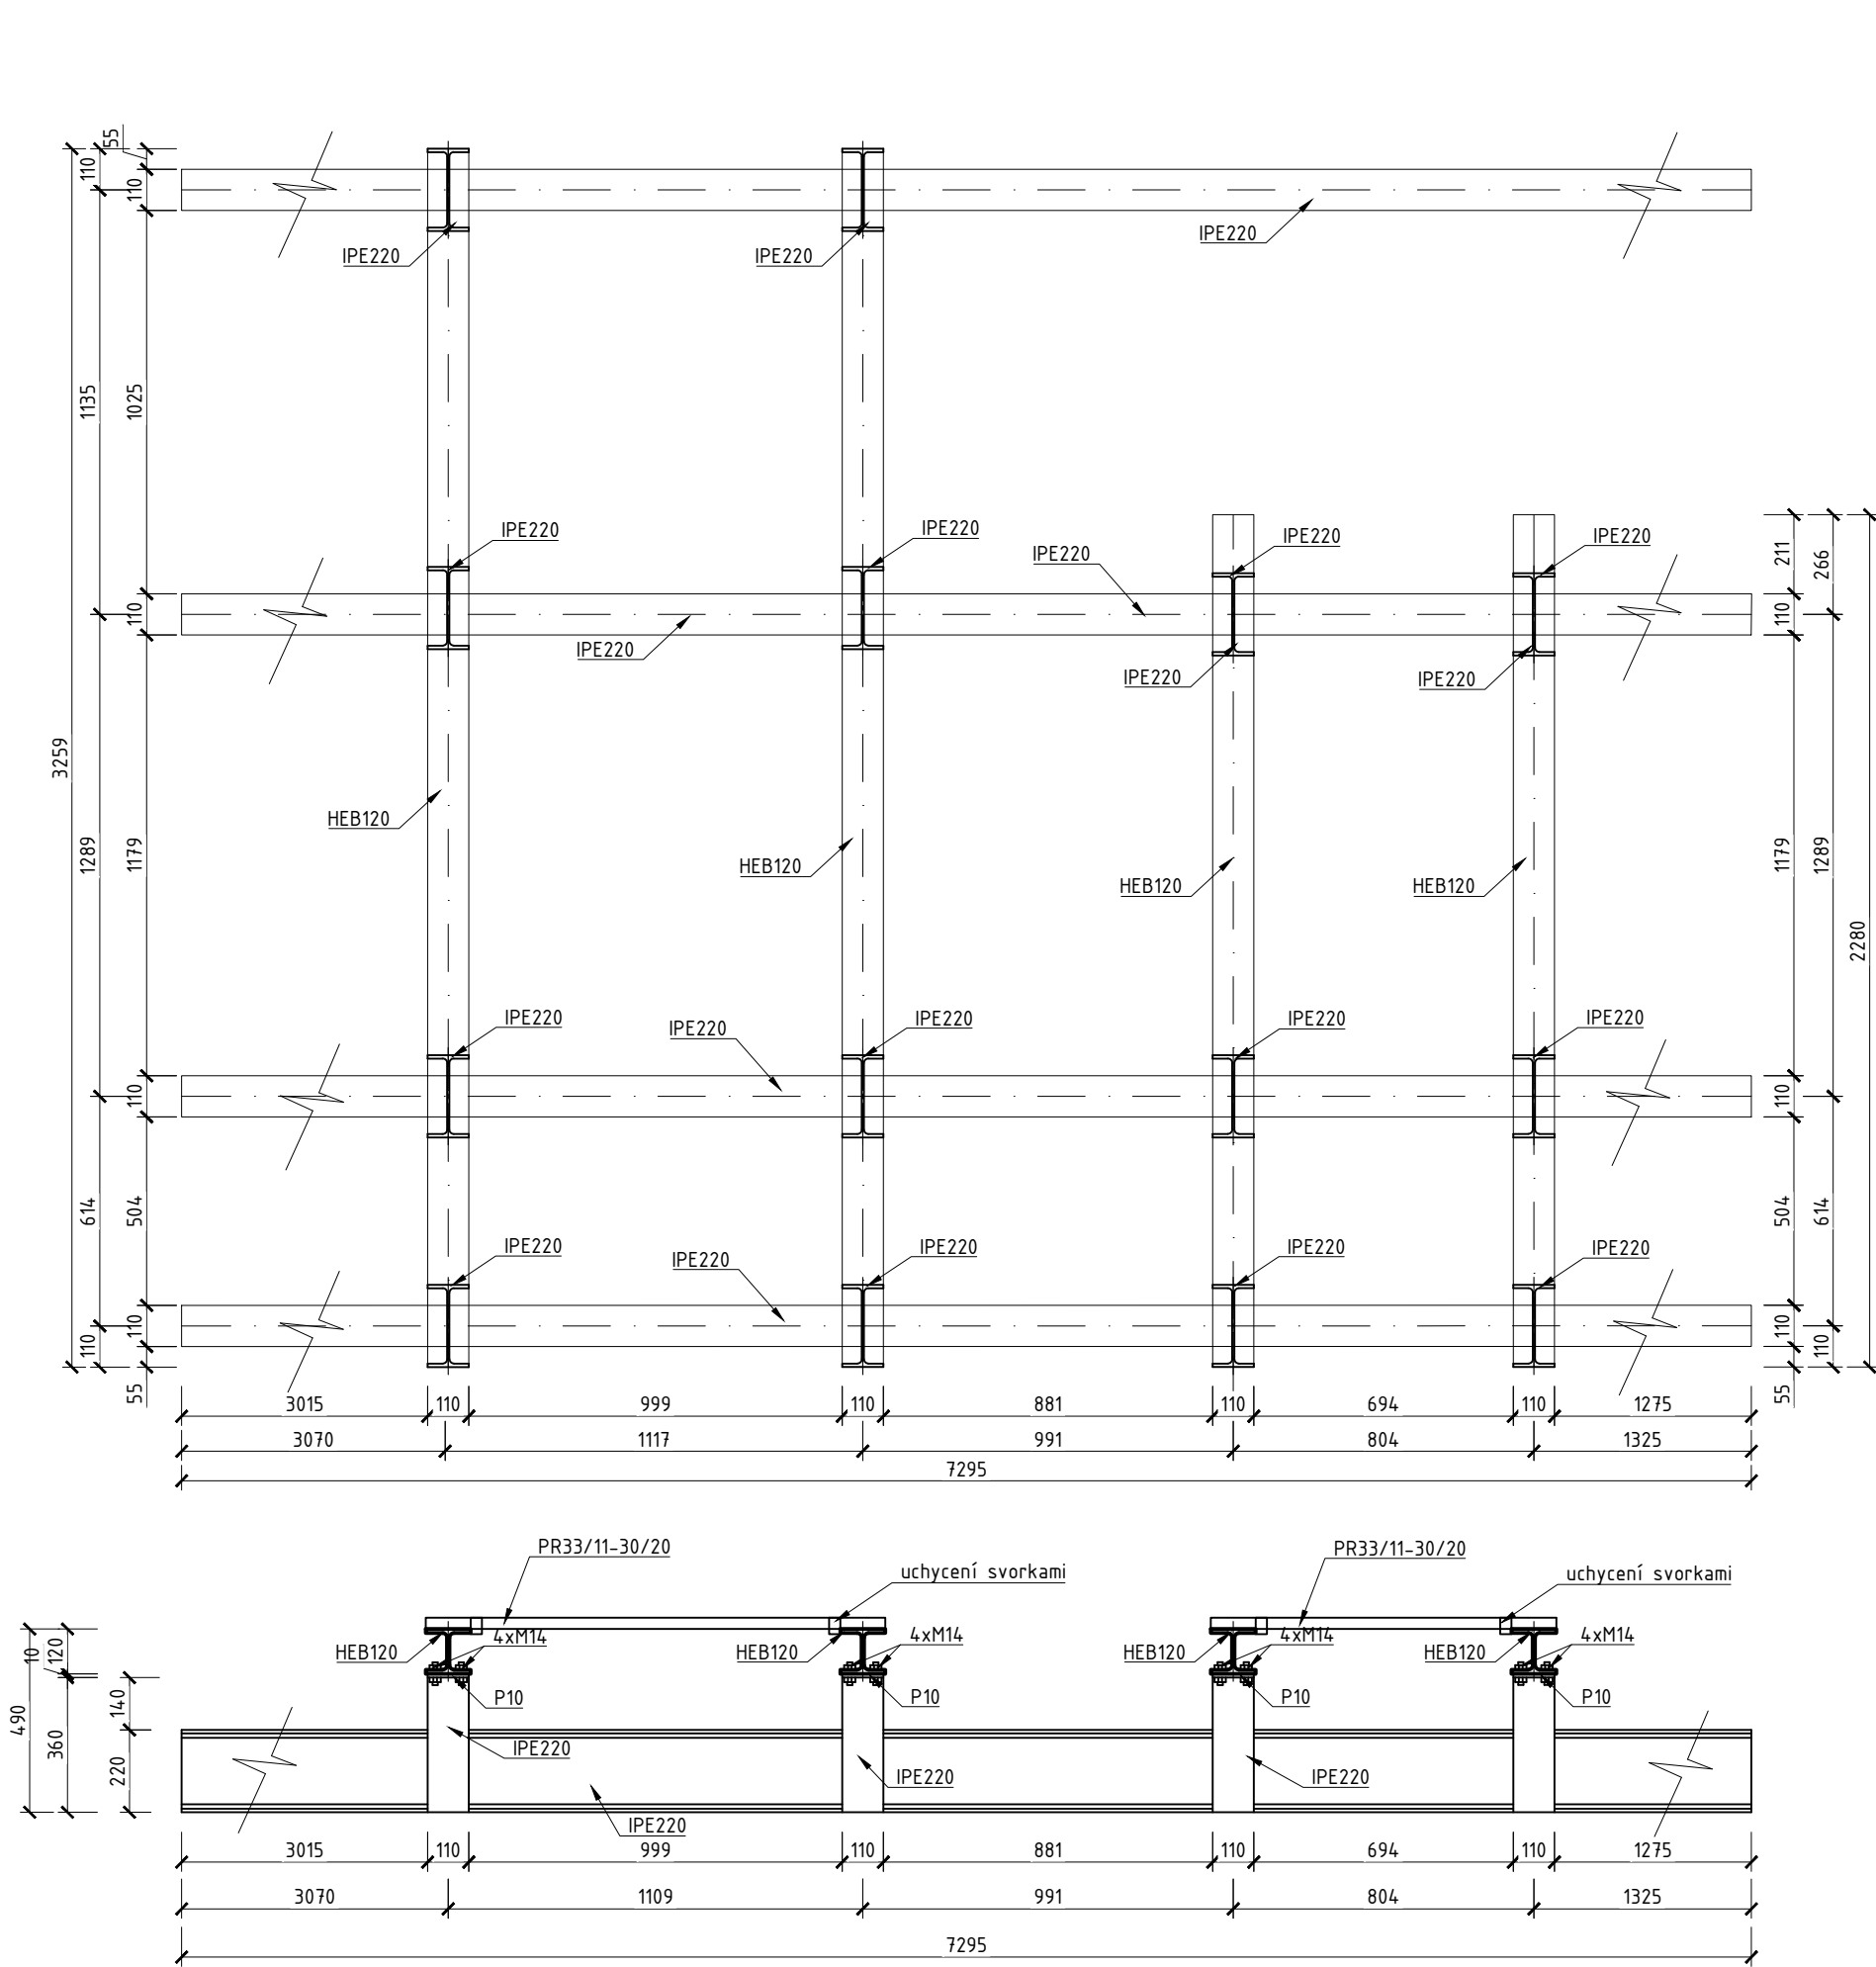 55
110
110
IPE220
IPE220
IPE220
1135
1025
IPE220
IPE220
IPE220
IPE220
IPE220
211
266
110
IPE220
110
IPE220
IPE220
3259
HEB120
HEB120
HEB120
HEB120
1289
1179
1179
1289
2280
IPE220
IPE220
IPE220
IPE220
IPE220
110
110
614
504
504
614
IPE220
IPE220
IPE220
IPE220
IPE220
110
110
110
110
55
55
3015
110
999
110
881
110
694
110
1275
3070
1117
991
804
1325
7295
PR33/11-30/20
PR33/11-30/20
uchycení svorkami
uchycení svorkami
4xM14
4xM14
4xM14
4xM14
HEB120
HEB120
HEB120
HEB120
10
120
P10
P10
P10
P10
490
360
140
220
IPE220
IPE220
IPE220
IPE220
3015
110
999
110
881
110
694
110
1275
3070
1109
991
804
1325
7295